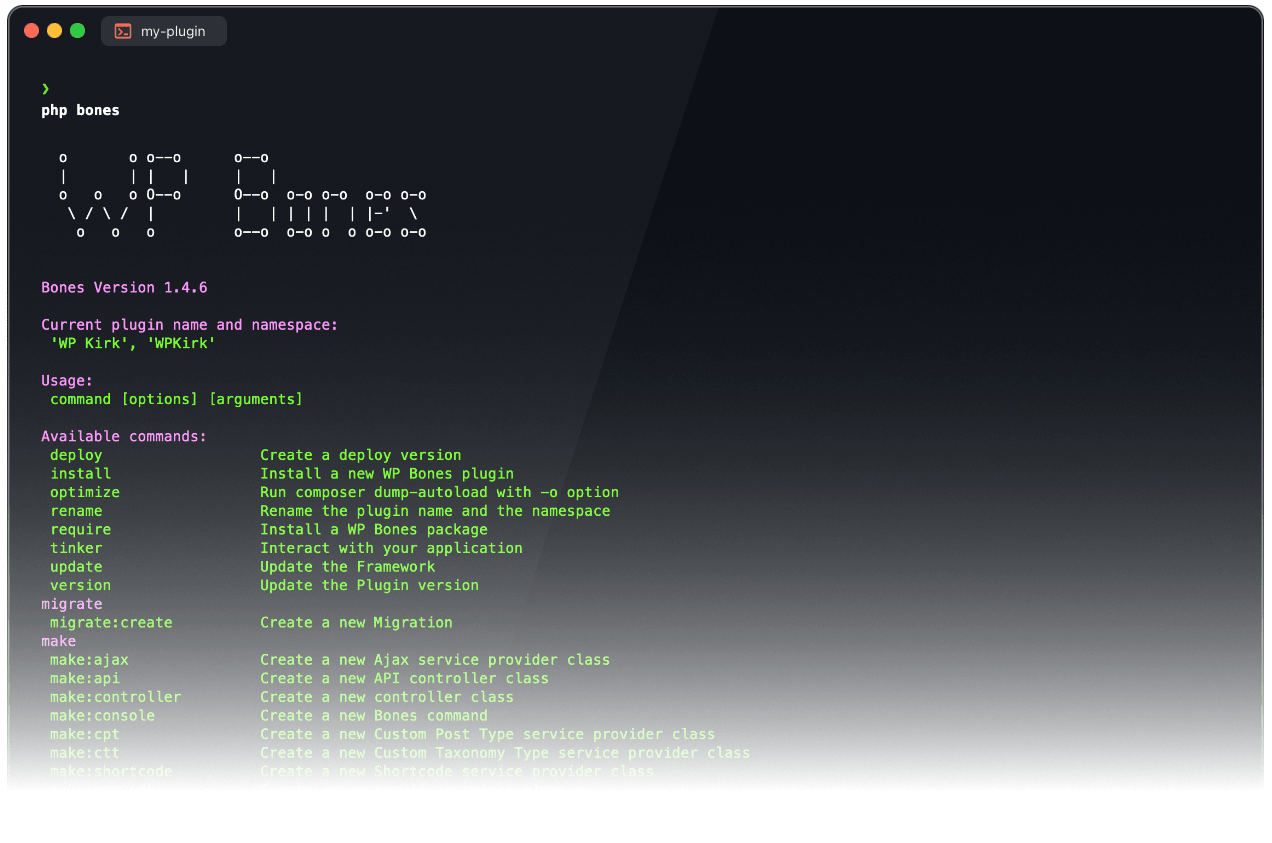 my-plugin
❯
php bones
WP Bones
Bones Version 1.4.6
Current plugin name and namespace:
'WP Kirk', 'WPKirk'
Usage:
command [options] [arguments]
Available commands:
deploy Create a deploy version
install Install a new WP Bones plugin
optimize Run composer dump-autoload with -o option
rename Rename the plugin name and the namespace
require Install a WP Bones package
tinker Interact with your application
update Update the Framework
version Update the Plugin version
migrate
migrate:create Create a new Migration
make
make:ajax Create a new Ajax service provider class
make:api Create a new API controller class
make:controller Create a new controller class
make:console Create a new Bones command
make:cpt Create a new Custom Post Type service provider class
make:ctt Create a new Custom Taxonomy Type service provider class
make:shortcode Create a new Shortcode service provider class